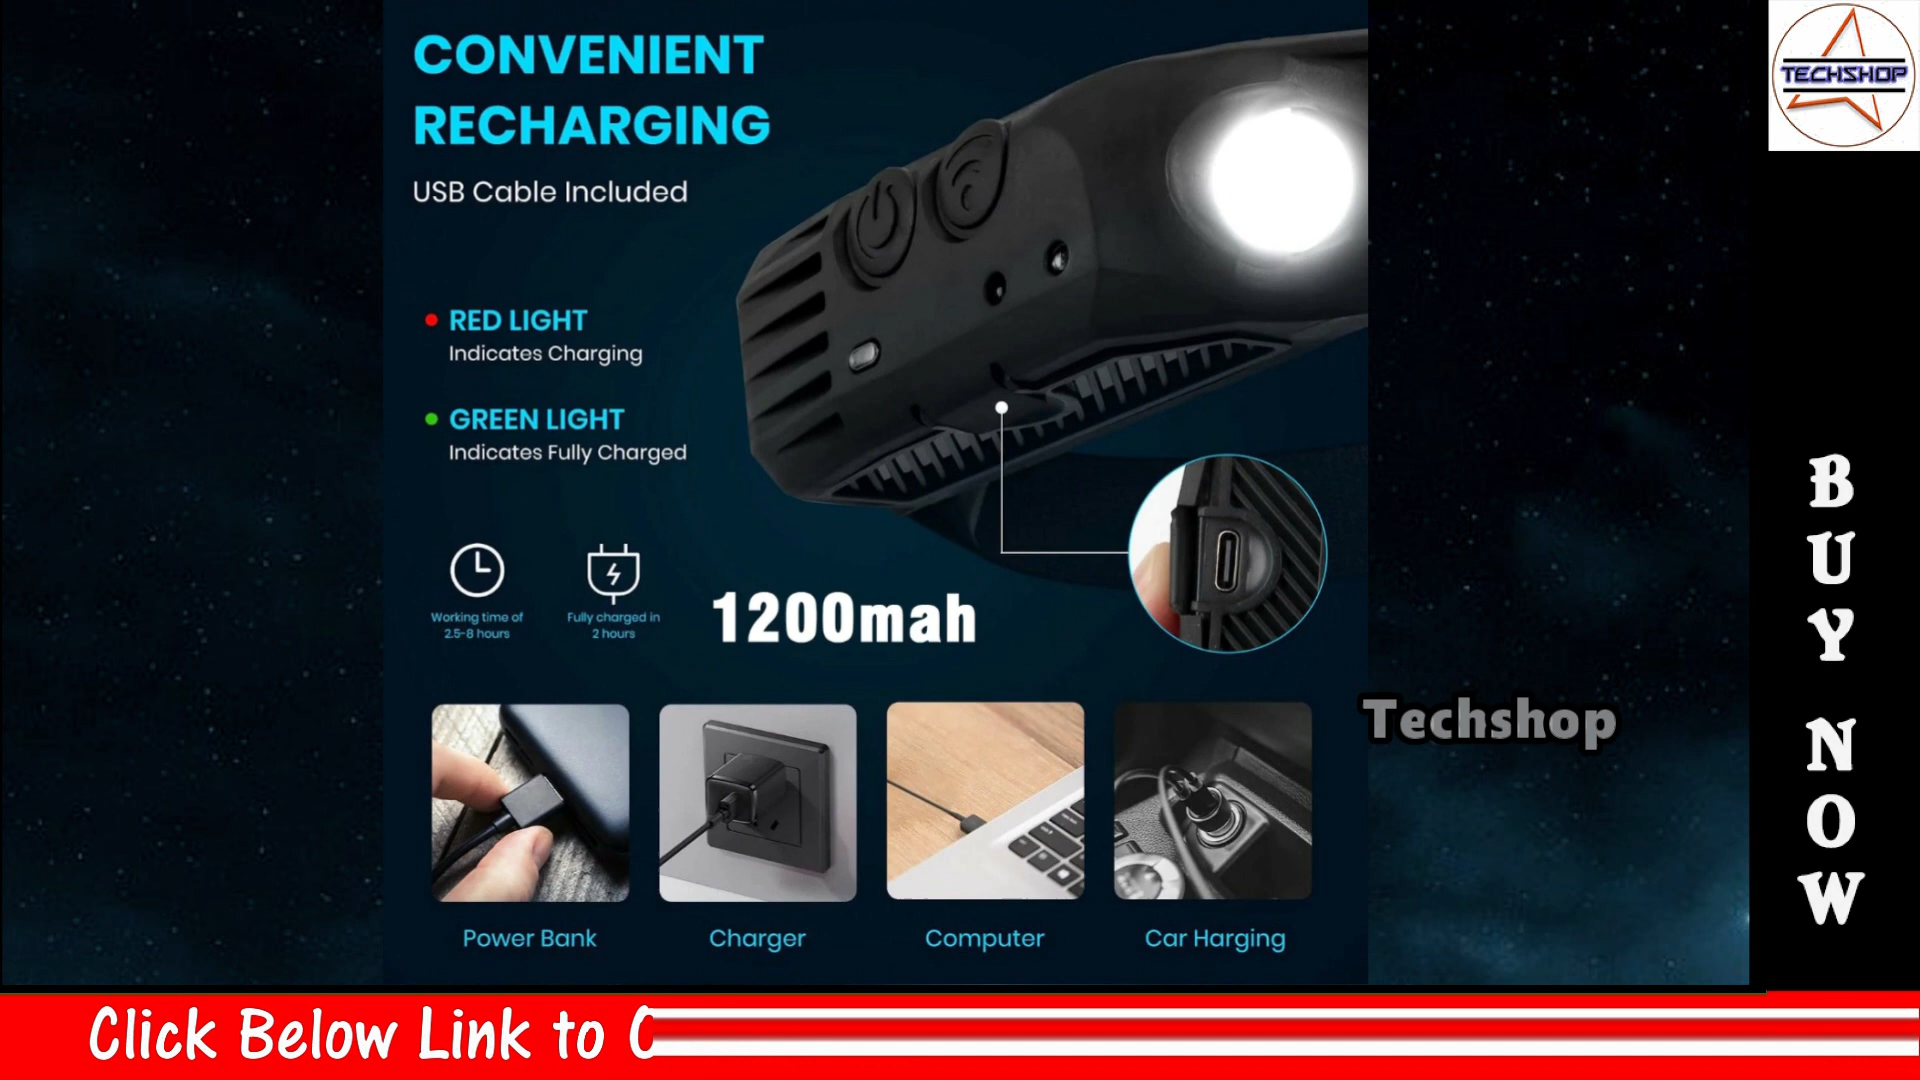 CONVENIENT
RECHARGING
USB Cable Included
RED LIGHT
Indicates Charging
GREEN LIGHT
Indicates Fully Charged
Working time of
2.5-8 hours
Fully charged in
2 hours
1200mah
Power Bank
Charger
Computer
Car Harging
Techshop
TECHSHOP
BUY
NOW
Click Below Link to